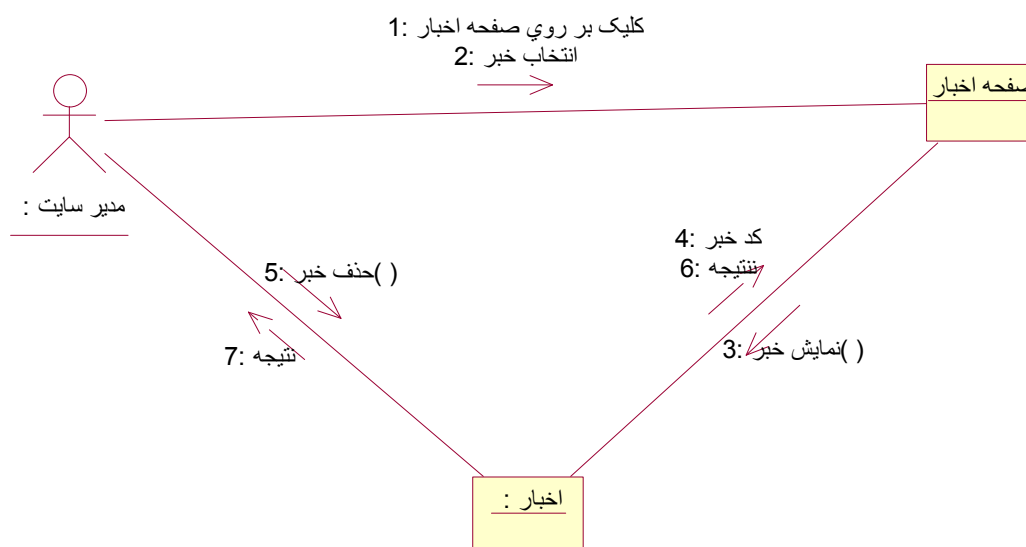 1: کلیک بر روي صفحه اخبار
2: انتخاب خبر
صفحه اخبار
مدیر سایت :
4: کد خبر
6: ننتیجه
5: حذف خبر( )
3: نمایش خبر( )
7: نتیجه
اخبار :